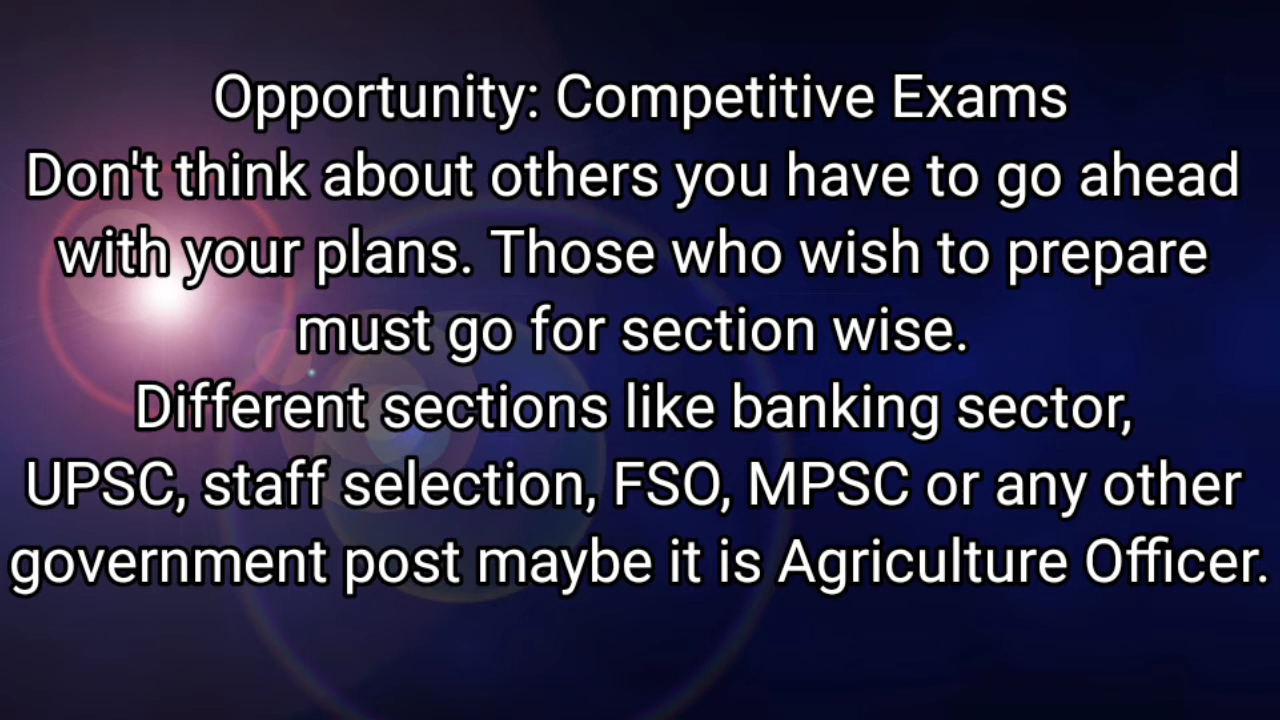 Opportunity: Competitive Exams
Don't think about others you have to go ahead
with your plans. Those who wish to prepare
must go for section wise.
Different sections like banking sector,
UPSC, staff selection, FSO, MPSC or any other
government post maybe it is Agriculture Officer.